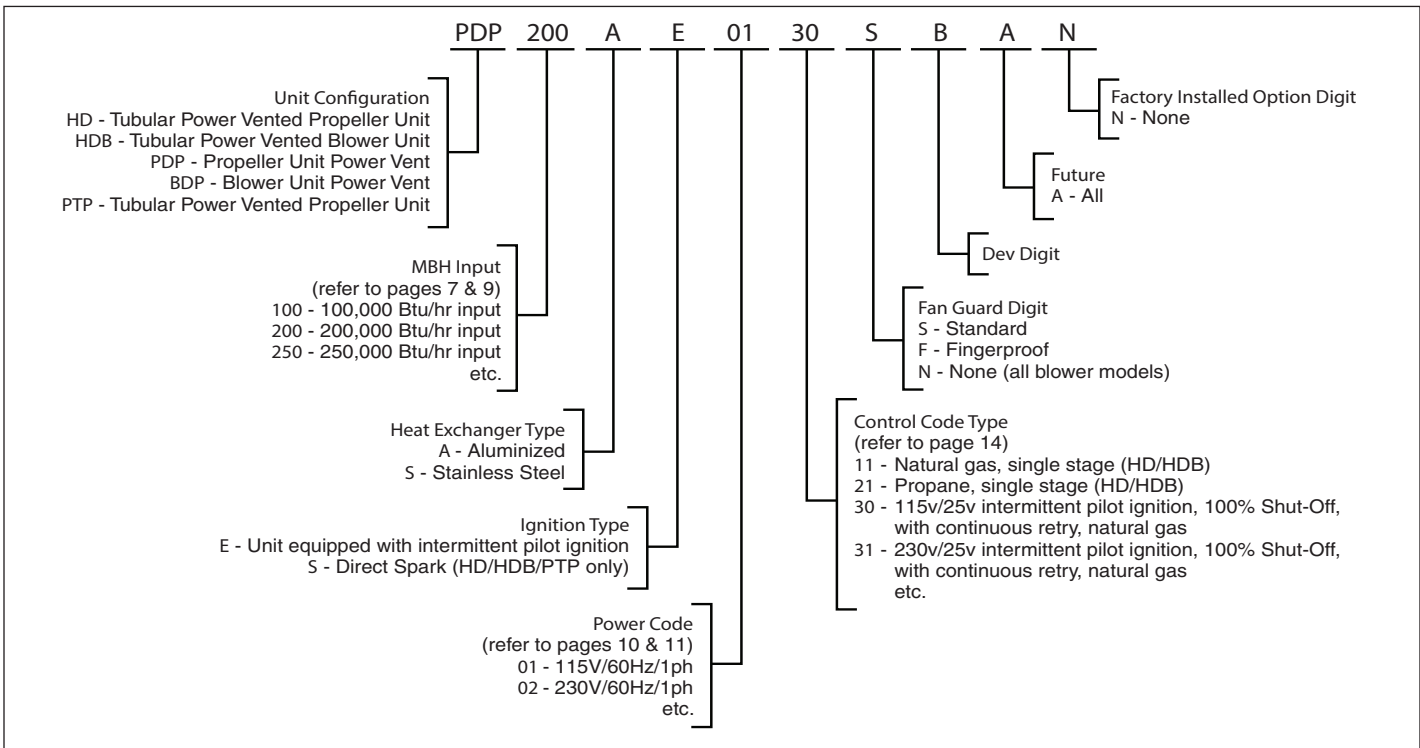 PDP 200 A E 01 30 S B A N
Unit Configuration
HD - Tubular Power Vented Propeller Unit
HDB - Tubular Power Vented Blower Unit
PDP - Propeller Unit Power Vent
BDP - Blower Unit Power Vent
PTP - Tubular Power Vented Propeller Unit
MBH Input
(refer to pages 7 & 9)
100 - 100,000 Btu/hr input
200 - 200,000 Btu/hr input
250 - 250,000 Btu/hr input
etc.
Heat Exchanger Type
A - Aluminized
S - Stainless Steel
Ignition Type
E - Unit equipped with intermittent pilot ignition
S - Direct Spark (HD/HDB/PTP only)
Power Code
(refer to pages 10 & 11)
01 - 115V/60Hz/1ph
02 - 230V/60Hz/1ph
etc.
Factory Installed Option Digit
N - None
Future
A - All
Dev Digit
Fan Guard Digit
S - Standard
F - Fingerproof
N - None (all blower models)
Control Code Type
(refer to page 14)
11 - Natural gas, single stage (HD/HDB)
21 - Propane, single stage (HD/HDB)
30 - 115v/25v intermittent pilot ignition, 100% Shut-Off,
with continuous retry, natural gas
31 - 230v/25v intermittent pilot ignition, 100% Shut-Off,
with continuous retry, natural gas
etc.